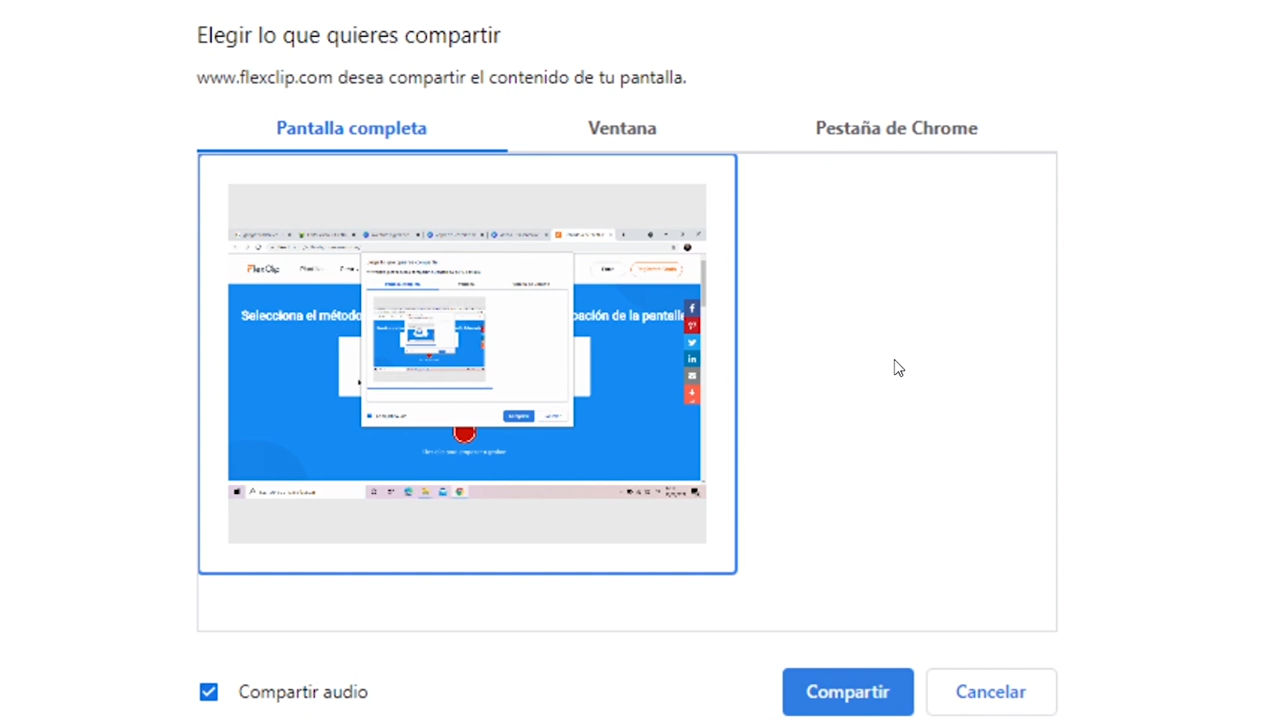 Elegir lo que quieres compartir
www.flexclip.com desea compartir el contenido de tu pantalla.
Pantalla completa
Ventana
Pestaña de Chrome
FlexClip
Selecciona el método
pación de la pantalla
Compartir audio
Compartir
Cancelar